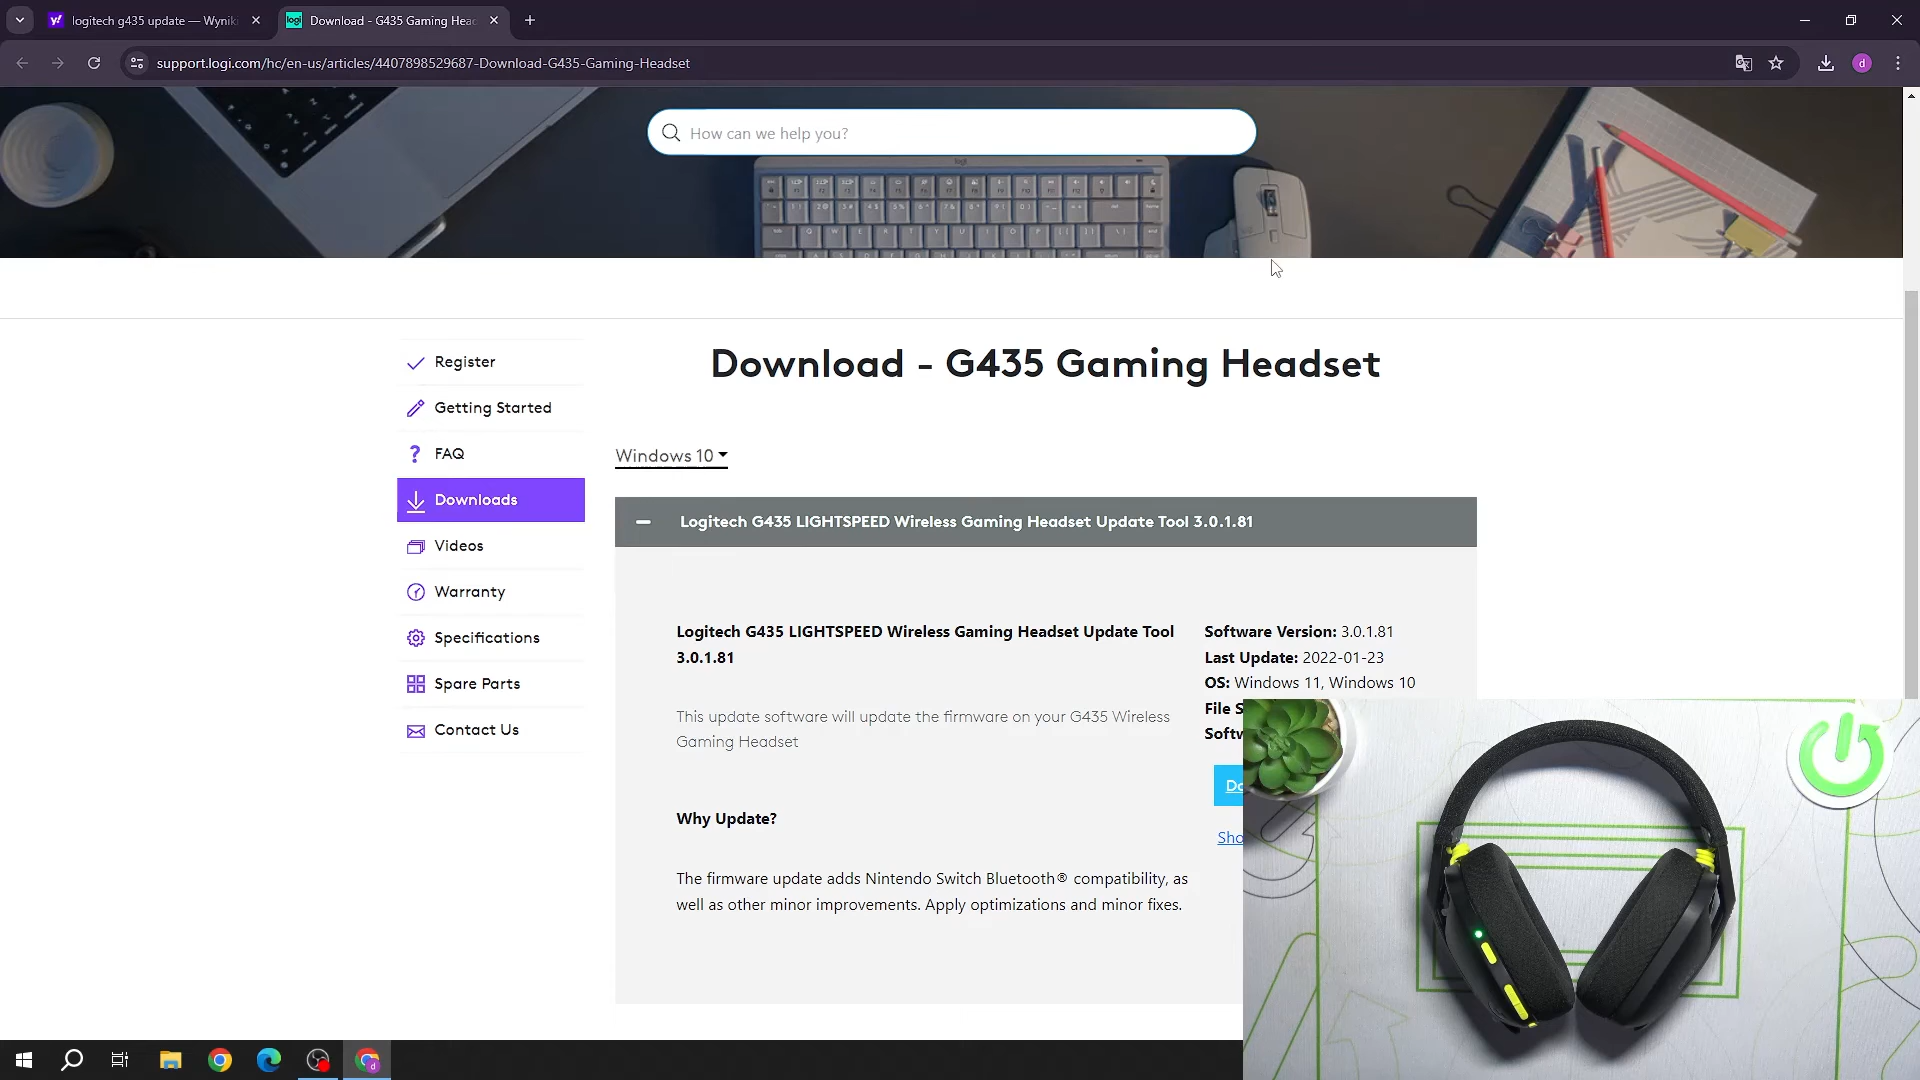 logitech g435 update — Wynik
Download - G435 Gaming Head
support.logi.com/hc/en-us/articles/4407898529687-Download-G435-Gaming-Headset
d
How can we help you?
logi
Download - G435 Gaming Headset
Register
Getting Started
FAQ
Downloads
Videos
Warranty
Specifications
Spare Parts
Contact Us
Windows 10
Logitech G435 LIGHTSPEED Wireless Gaming Headset Update Tool 3.0.1.81
Logitech G435 LIGHTSPEED Wireless Gaming Headset Update Tool
3.0.1.81
This update software will update the firmware on your G435 Wireless
Gaming Headset
Why Update?
The firmware update adds Nintendo Switch Bluetooth® compatibility, as
well as other minor improvements. Apply optimizations and minor fixes.
Software Version: 3.0.1.81
Last Update: 2022-01-23
OS: Windows 11, Windows 10
File S
Softw
Do
Sho